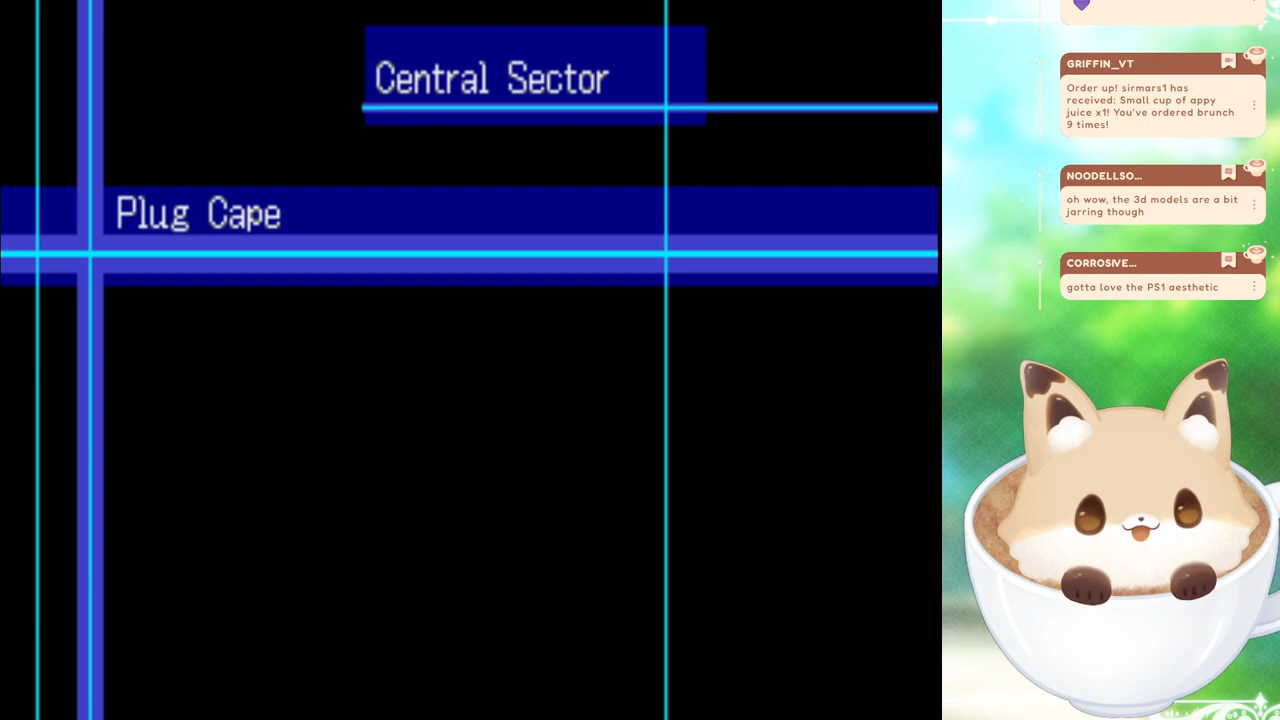 Central Sector
Plug Cape
GRIFFIN_VT
Order up! sirmars1 has
received: Small cup of appy
juice x1! You've ordered brunch
9 times!
NOODELLSO...
oh wow, the 3d models are a bit
jarring though
CORROSIVE...
gotta love the PS1 aesthetic